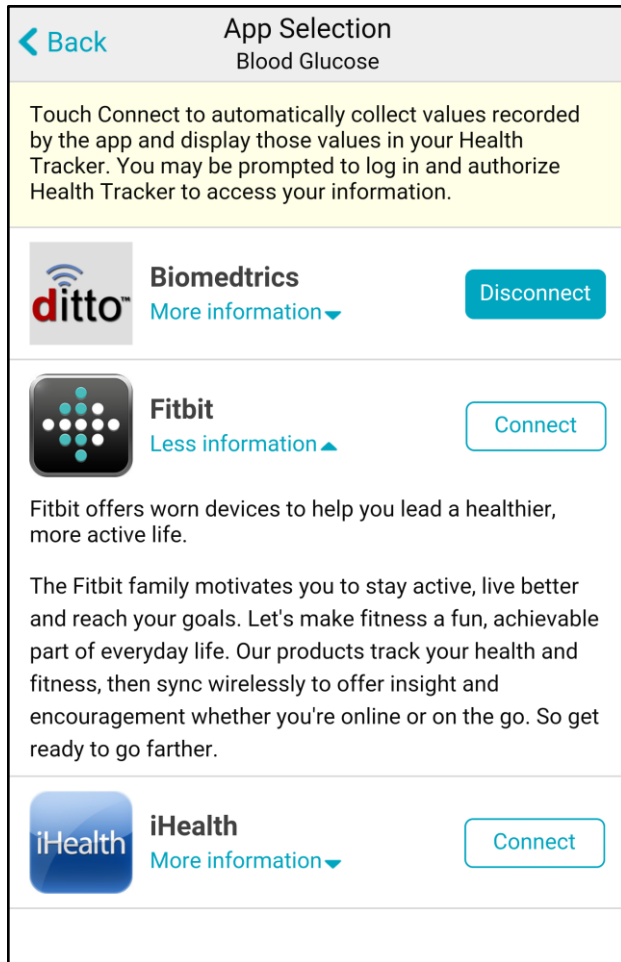 Back
App Selection
Blood Glucose
Touch Connect to automatically collect values recorded
by the app and display those values in your Health
Tracker. You may be prompted to log in and authorize
Health Tracker to access your information.
ditto™
Biomedtrics
More information
Disconnect
Fitbit
Less information
Connect
Fitbit offers worn devices to help you lead a healthier,
more active life.
The Fitbit family motivates you to stay active, live better
and reach your goals. Let's make fitness a fun, achievable
part of everyday life. Our products track your health and
fitness, then sync wirelessly to offer insight and
encouragement whether you're online or on the go. So get
ready to go farther.
iHealth
iHealth
More information
Connect